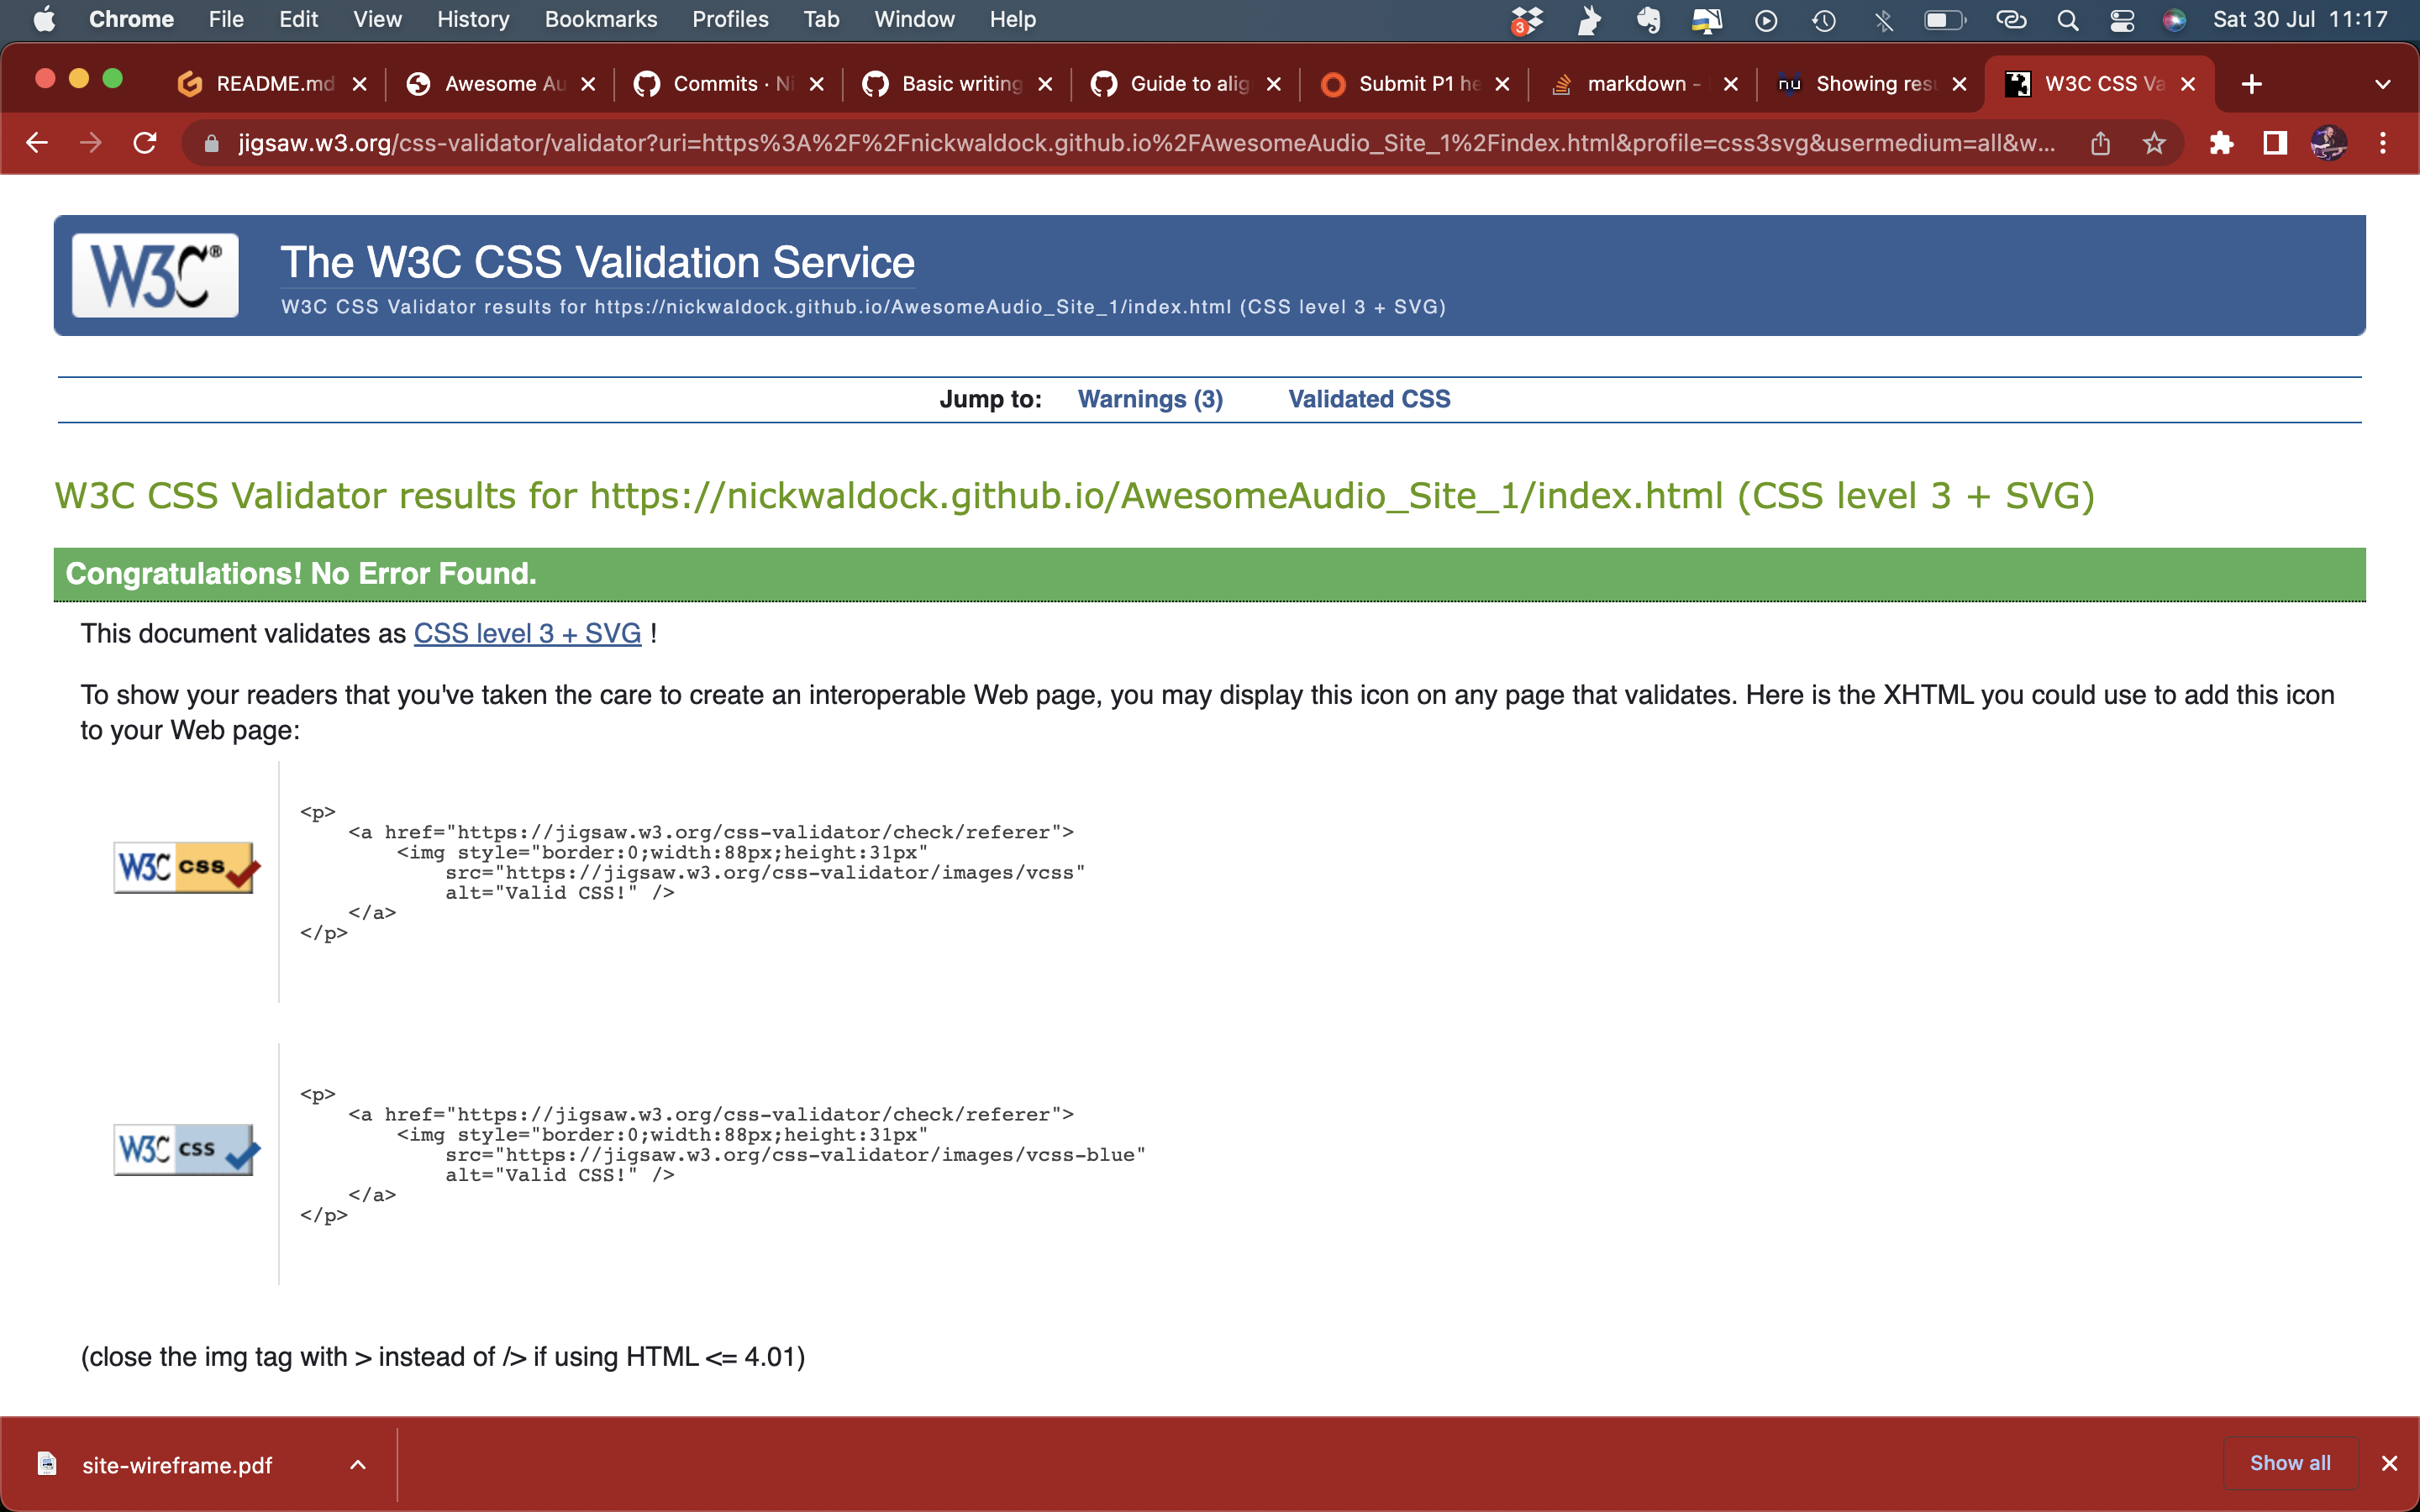 Chrome File Edit View History Bookmarks Profiles Tab Window Help 3 Sat 30 Jul 11:17
README.md Awesome Au Commits · Ni Basic writing Guide to alig Submit P1 he markdown - Showing resu W3C CSS Va
jigsaw.w3.org/css-validator/validator?uri=https%3A%2F%2Fnickwaldock.github.io%2FAwesomeAudio_Site_1%2Findex.html&profile=css3svg&usermedium=all&w...
W3C® The W3C CSS Validation Service
W3C CSS Validator results for https://nickwaldock.github.io/AwesomeAudio_Site_1/index.html (CSS level 3 + SVG)
Jump to: Warnings (3) Validated CSS
W3C CSS Validator results for https://nickwaldock.github.io/AwesomeAudio_Site_1/index.html (CSS level 3 + SVG)
Congratulations! No Error Found.
This document validates as CSS level 3 + SVG !
To show your readers that you've taken the care to create an interoperable Web page, you may display this icon on any page that validates. Here is the XHTML you could use to add this icon
to your Web page:
<p>
<a href="https://jigsaw.w3.org/css-validator/check/referer">
<img style="border:0;width:88px;height:31px"
W3C css
src="https://jigsaw.w3.org/css-validator/images/vcss"
alt="Valid CSS!" />
</a>
</p>
<p>
<a href="https://jigsaw.w3.org/css-validator/check/referer">
<img style="border:0;width:88px;height:31px"
W3C css
src="https://jigsaw.w3.org/css-validator/images/vcss-blue"
alt="Valid CSS!" />
</a>
</p>
(close the img tag with > instead of /> if using HTML <= 4.01)
site-wireframe.pdf Show all